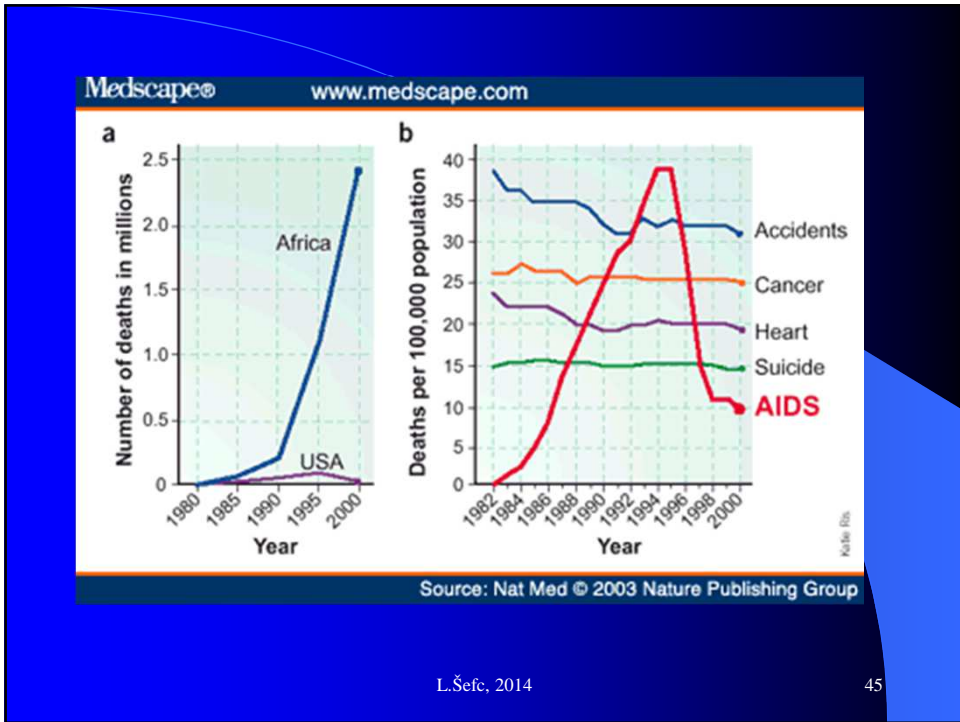 Medscape® www.medscape.com
a
Number of deaths in millions
2.5
2.0
1.5
1.0
0.5
0
Africa
USA
1980 1985 1990 1995 2000
Year
b
Deaths per 100,000 population
40
35
30
25
20
15
10
5
0
Accidents
Cancer
Heart
Suicide
AIDS
1982 1984 1986 1988 1990 1992 1994 1996 1998 2000
Year
Katie Ris
Source: Nat Med © 2003 Nature Publishing Group
L.Šefc, 2014 45